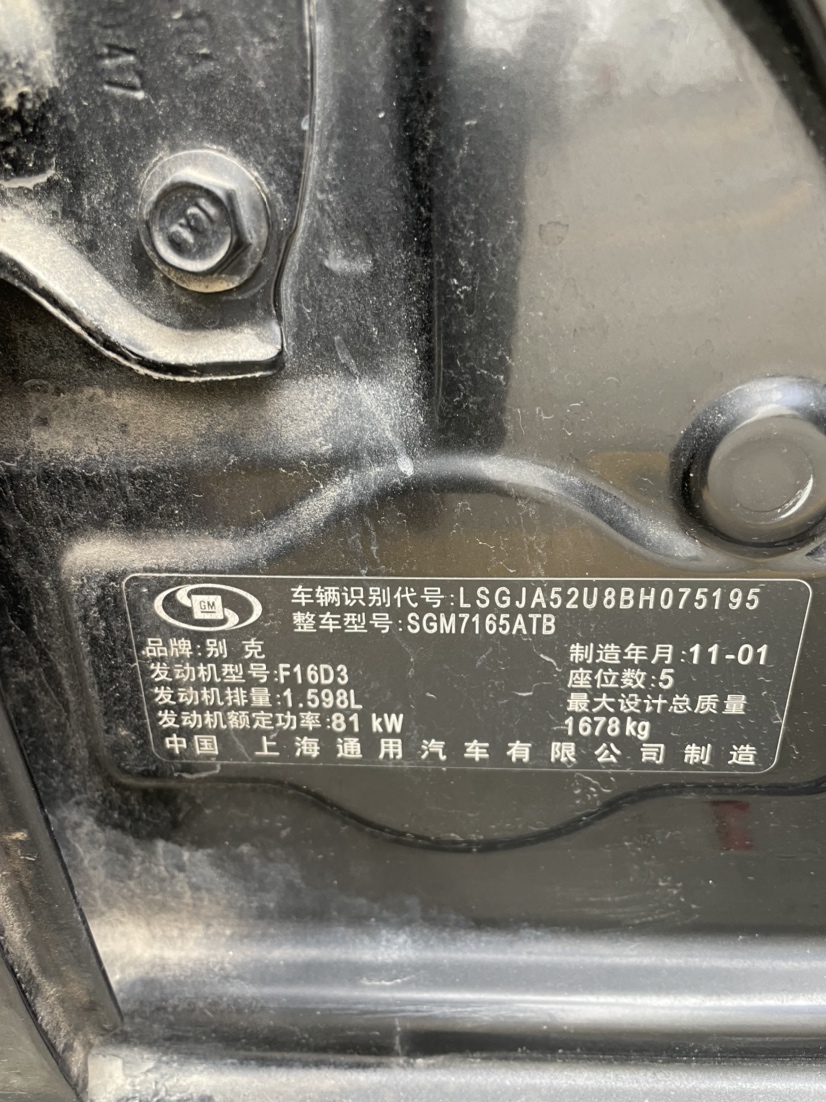 GM
车辆识别代号:LSGJA52U8BH075195
整车型号:SGM7165ATB
品牌:别 克
制造年月:11-01
发动机型号:F16D3
座位数:5
发动机排量:1.598L
最大设计总质量
发动机额定功率:81 kW
1678kg
中国 上海通用汽车有限公司制造